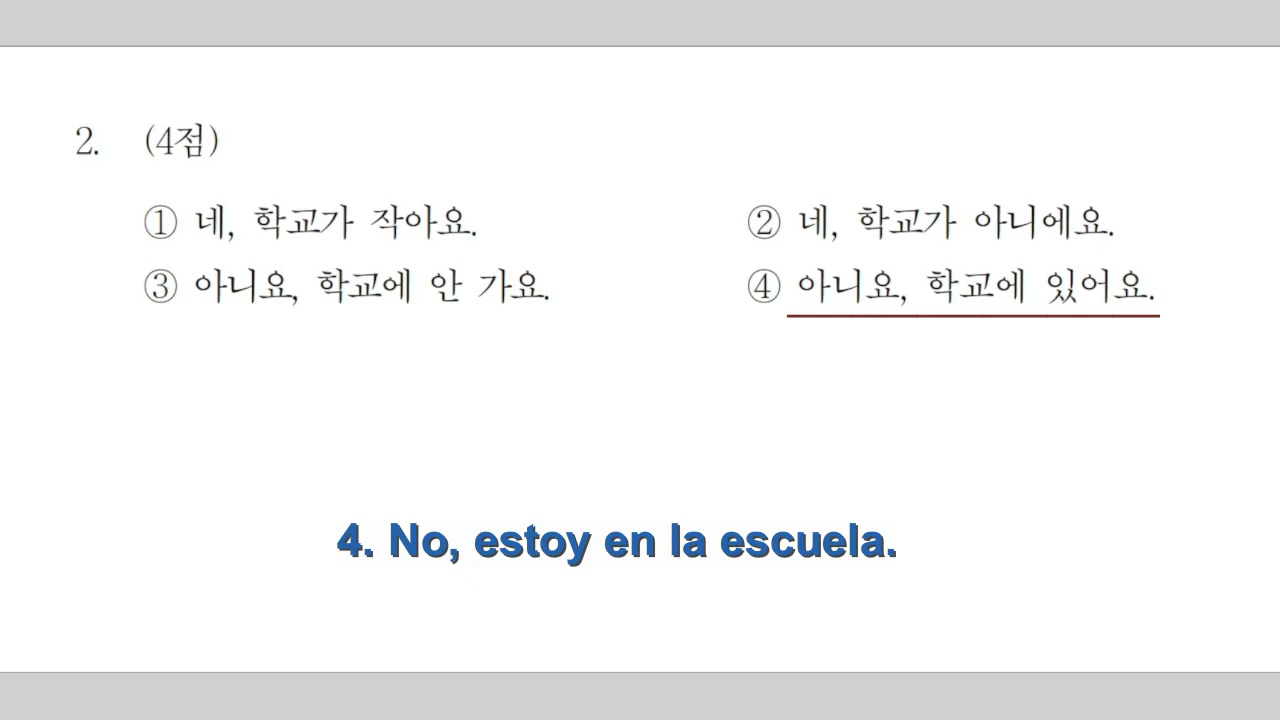 2. (4점)
① 네, 학교가 작아요. ② 네, 학교가 아니에요.
③ 아니요, 학교에 안 가요. ④ 아니요, 학교에 있어요.
4. No, estoy en la escuela.